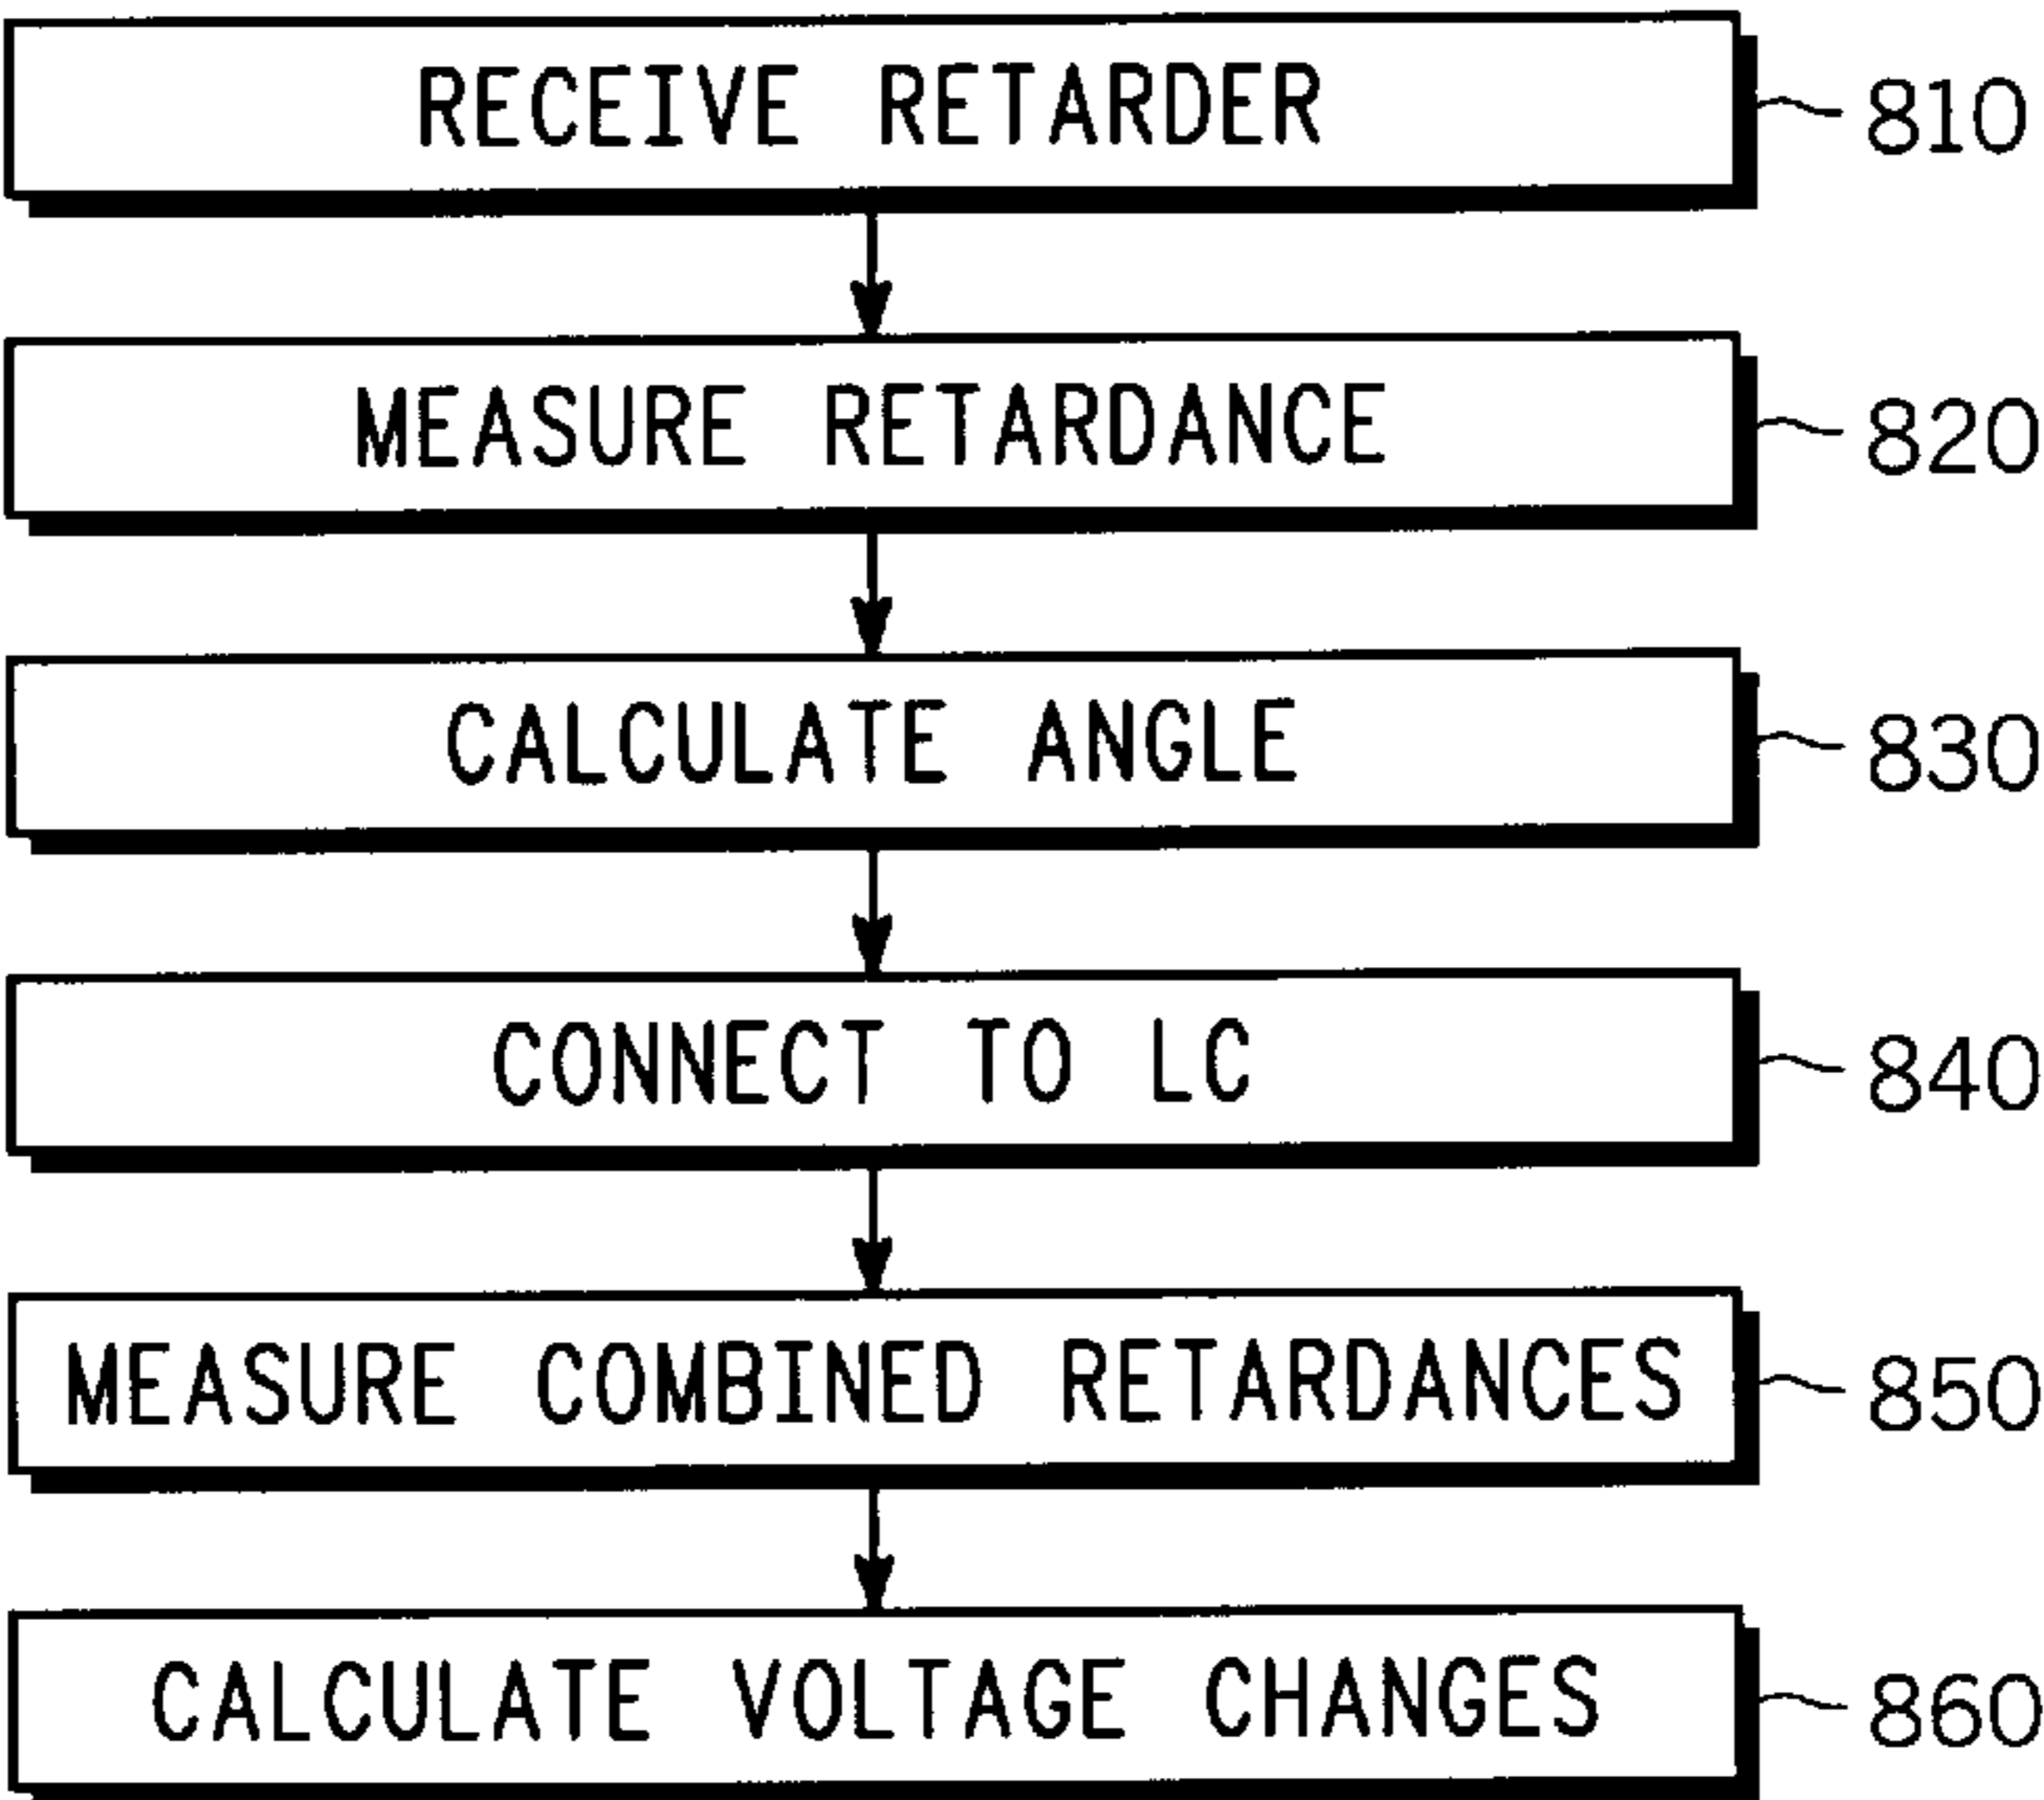 RECEIVE RETARDER 810
MEASURE RETARDANCE 820
CALCULATE ANGLE 830
CONNECT TO LC 840
MEASURE COMBINED RETARDANCES 850
CALCULATE VOLTAGE CHANGES 860